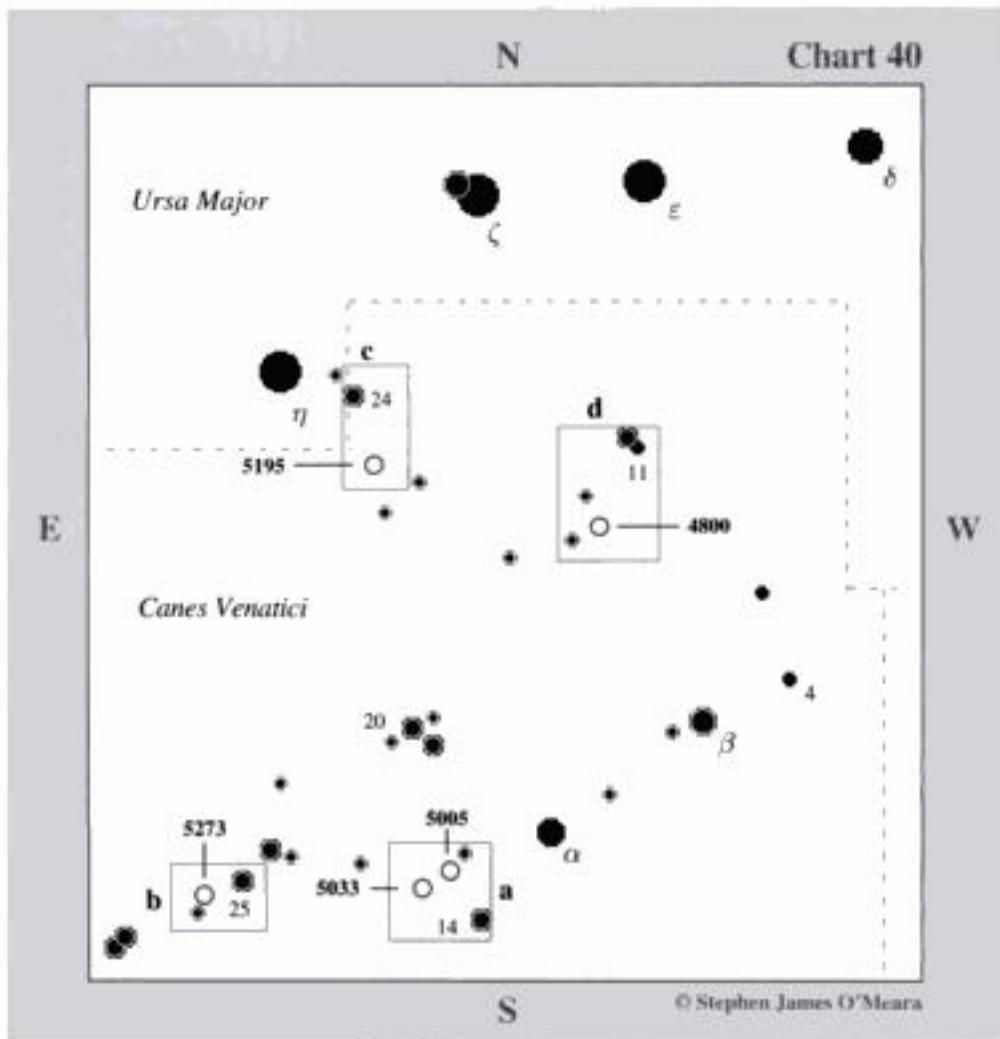 N
Chart 40
Ursa Major
ζ
ε
δ
c
η
24
d
11
5195
4800
E
W
Canes Venatici
4
20
β
5273
5005
α
b
25
5033
a
14
S
© Stephen James O'Meara